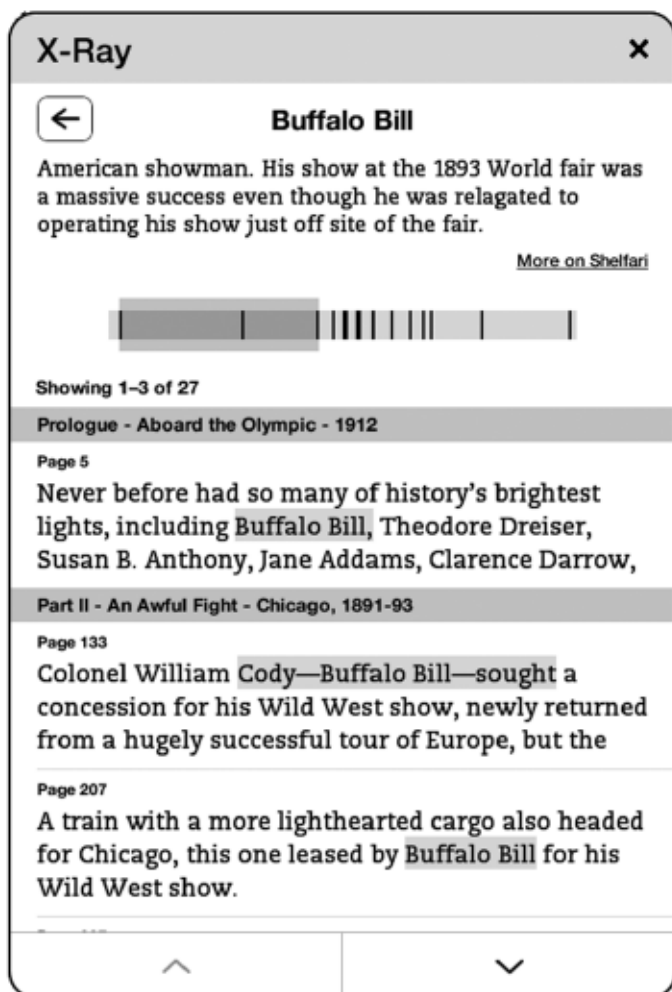 X-Ray ×
← Buffalo Bill
American showman. His show at the 1893 World fair was
a massive success even though he was relagated to
operating his show just off site of the fair.
More on Shelfari
Showing 1–3 of 27
Prologue - Aboard the Olympic - 1912
Page 5
Never before had so many of history's brightest
lights, including Buffalo Bill, Theodore Dreiser,
Susan B. Anthony, Jane Addams, Clarence Darrow,
Part II - An Awful Fight - Chicago, 1891-93
Page 133
Colonel William Cody—Buffalo Bill—sought a
concession for his Wild West show, newly returned
from a hugely successful tour of Europe, but the
Page 207
A train with a more lighthearted cargo also headed
for Chicago, this one leased by Buffalo Bill for his
Wild West show.